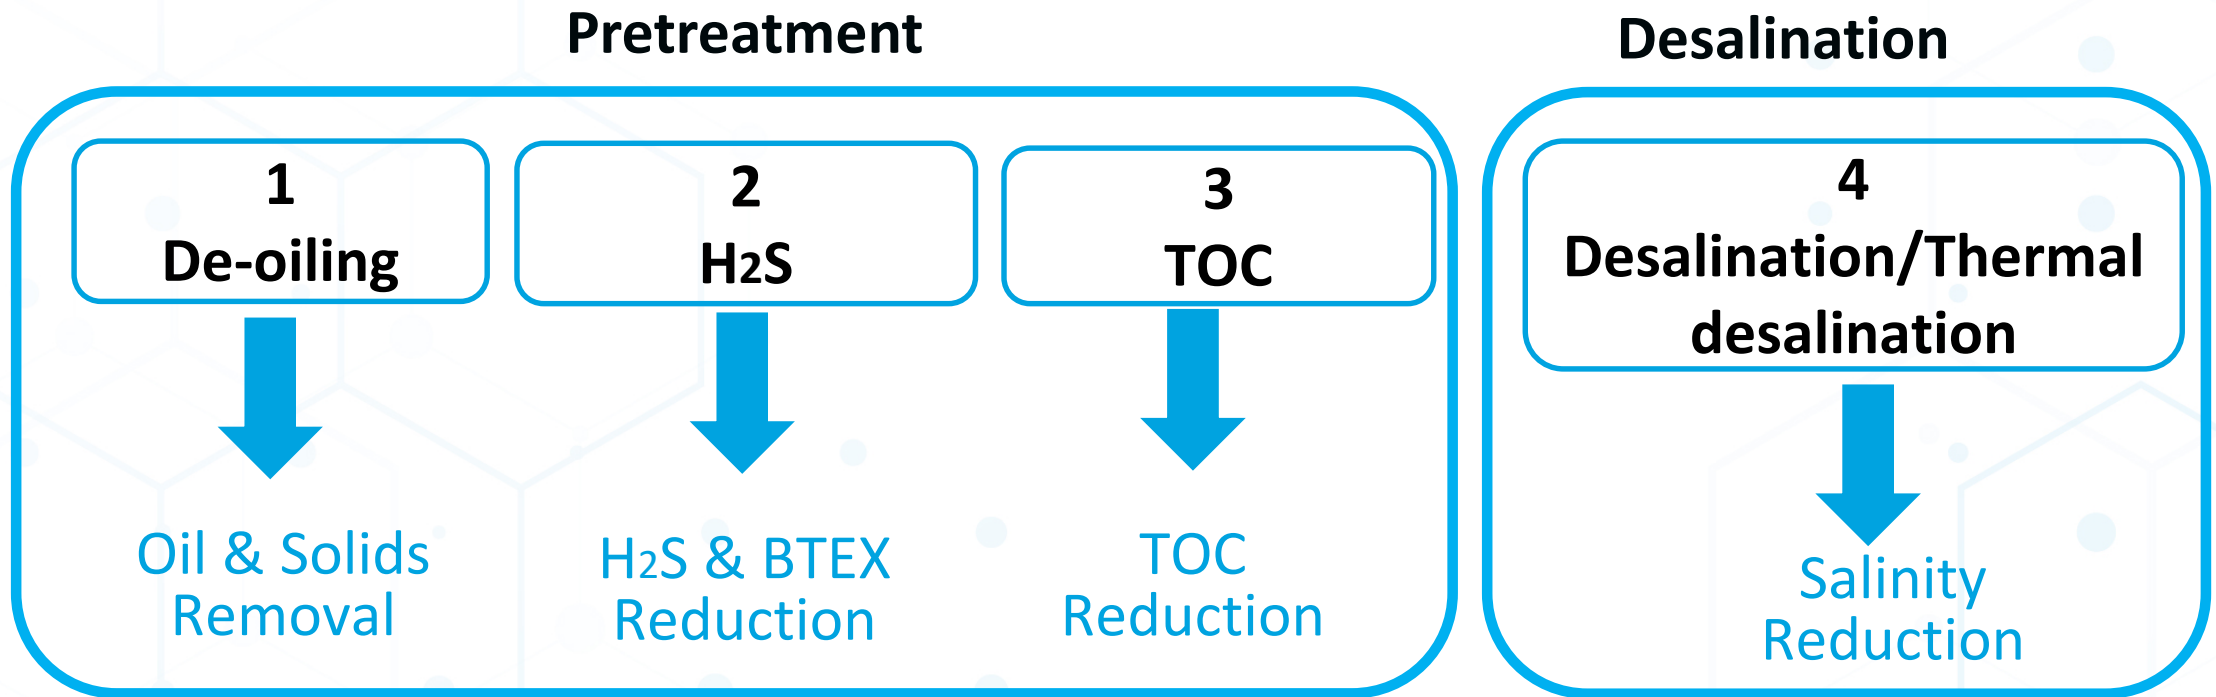 Pretreatment
Desalination
1
De-oiling
2
H2S
3
TOC
4
Desalination/Thermal
desalination
Oil & Solids
Removal
H2S & BTEX
Reduction
TOC
Reduction
Salinity
Reduction